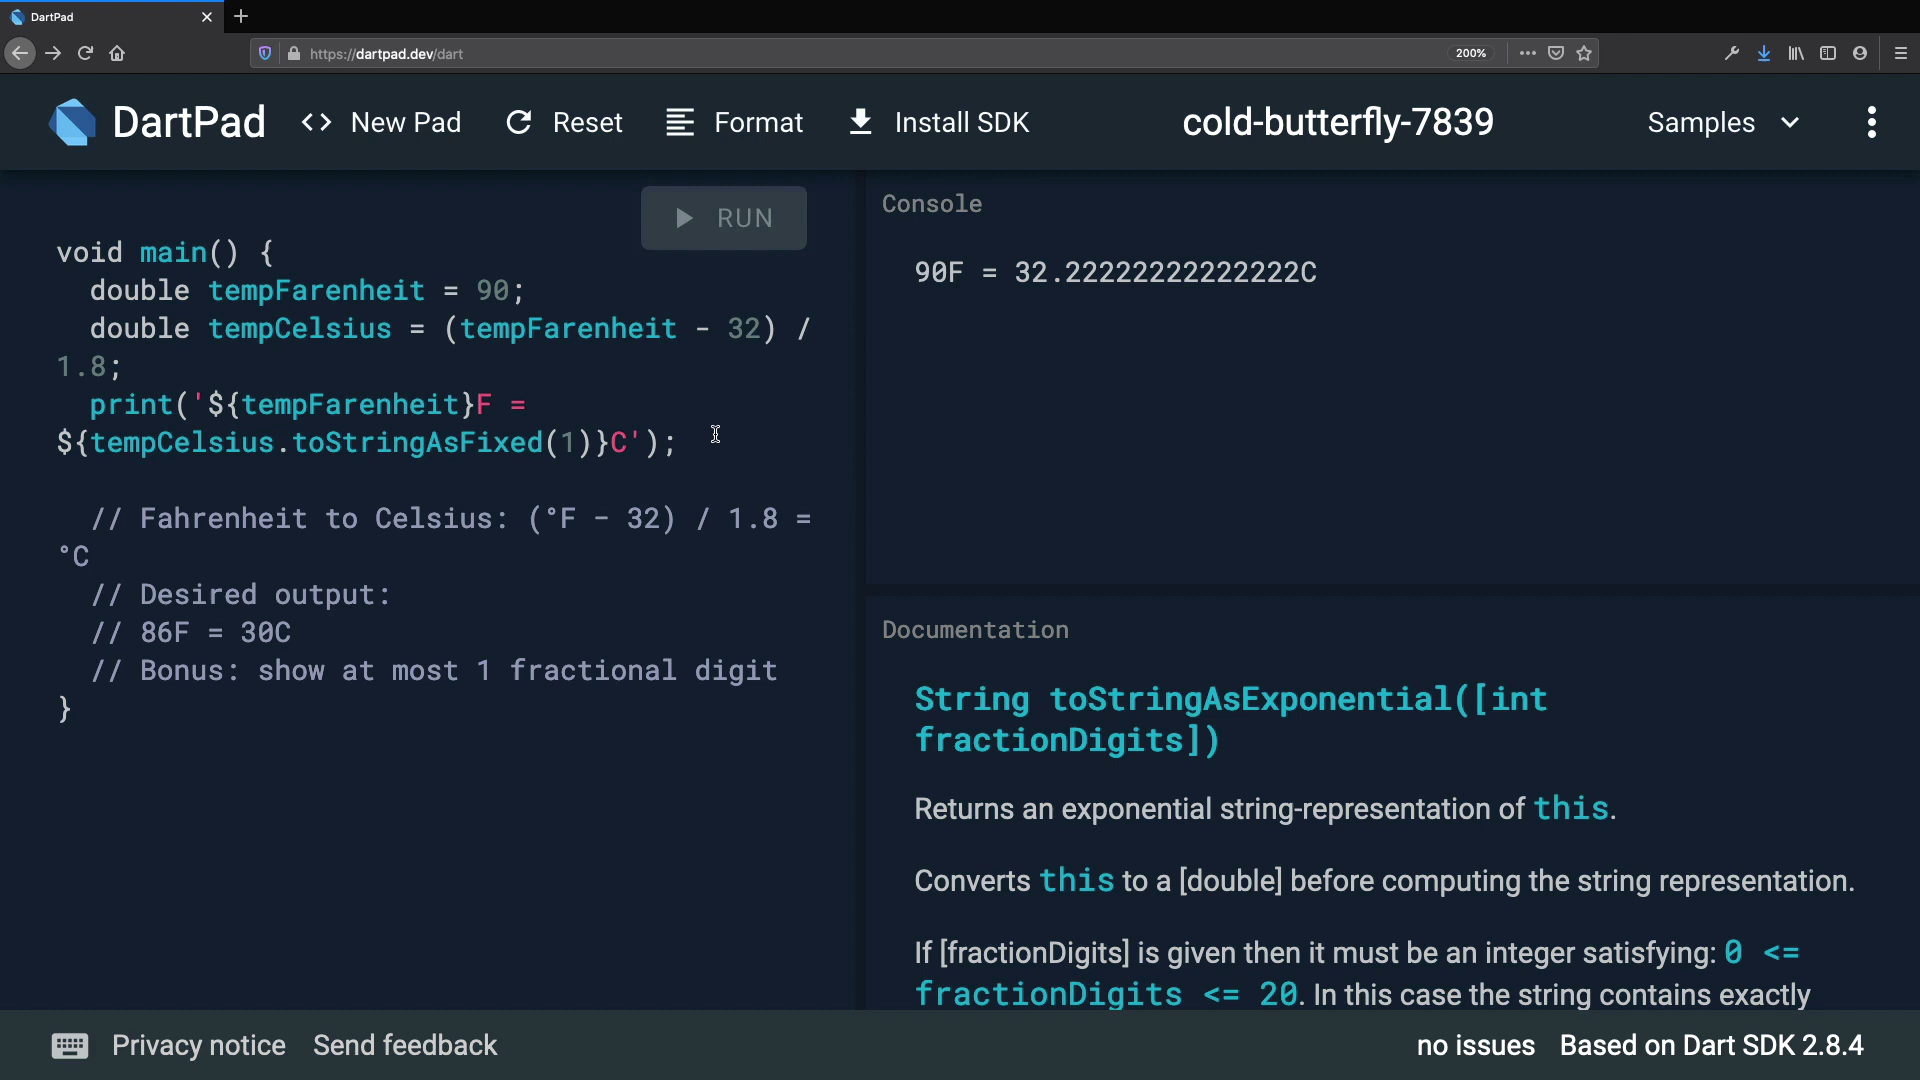 DartPad
https://dartpad.dev/dart
200%
DartPad
<> New Pad
Reset
Format
Install SDK
cold-butterfly-7839
Samples
RUN
void main() {
  double tempFarenheit = 90;
  double tempCelsius = (tempFarenheit - 32) /
1.8;
  print('${tempFarenheit}F =
${tempCelsius.toStringAsFixed(1)}C');
  // Fahrenheit to Celsius: (°F − 32) / 1.8 =
°C
  // Desired output:
  // 86F = 30C
  // Bonus: show at most 1 fractional digit
}
Console
90F = 32.22222222222222C
Documentation
String toStringAsExponential([int
fractionDigits])
Returns an exponential string-representation of this.
Converts this to a [double] before computing the string representation.
If [fractionDigits] is given then it must be an integer satisfying: 0 <=
fractionDigits <= 20. In this case the string contains exactly
Privacy notice
Send feedback
no issues
Based on Dart SDK 2.8.4